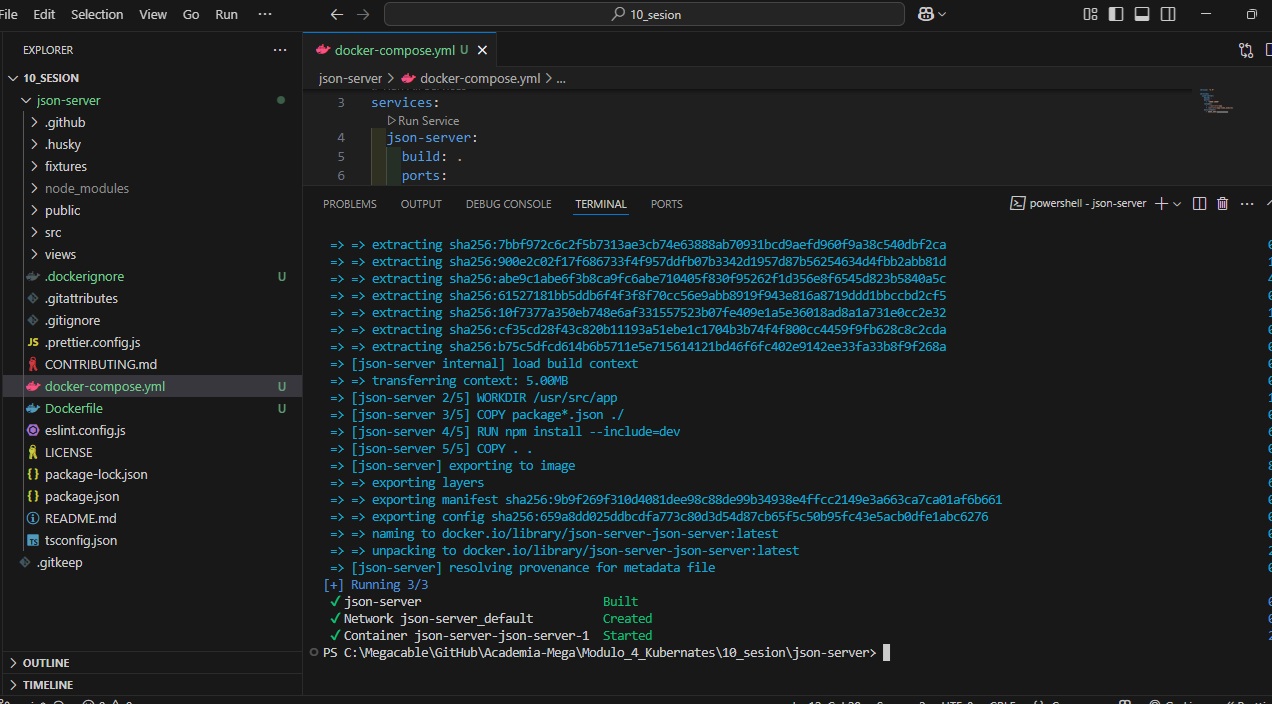 File Edit Selection View Go Run ··· ← → 10_sesion
EXPLORER ···
10_SESION
json-server
.github
.husky
fixtures
node_modules
public
src
views
.dockerignore U
.gitattributes
.gitignore
JS .prettier.config.js
CONTRIBUTING.md
docker-compose.yml U
Dockerfile U
eslint.config.js
LICENSE
{} package-lock.json
{} package.json
README.md
TS tsconfig.json
.gitkeep
OUTLINE
TIMELINE
docker-compose.yml U ×
json-server > docker-compose.yml > ...
3 services:
▷Run Service
4 json-server:
5 build: .
6 ports:
PROBLEMS OUTPUT DEBUG CONSOLE TERMINAL PORTS powershell - json-server
=> => extracting sha256:7bbf972c6c2f5b7313ae3cb74e63888ab70931bcd9aefd960f9a38c540dbf2ca
=> => extracting sha256:900e2c02f17f686733f4f957ddfb07b3342d1957d87b56254634d4fbb2abb81d
=> => extracting sha256:abe9c1abe6f3b8ca9fc6abe710405f830f95262f1d356e8f6545d823b5840a5c
=> => extracting sha256:61527181bb5ddb6f4f3f8f70cc56e9abb8919f943e816a8719ddd1bbccbd2cf5
=> => extracting sha256:10f7377a350eb748e6af331557523b07fe409e1a5e36018ad8a1a731e0cc2e32
=> => extracting sha256:cf35cd28f43c820b11193a51ebe1c1704b3b74f4f800cc4459f9fb628c8c2cda
=> => extracting sha256:b75c5dfcd614b6b5711e5e715614121bd46f6fc402e9142ee33fa33b8f9f268a
=> [json-server internal] load build context
=> => transferring context: 5.00MB
=> [json-server 2/5] WORKDIR /usr/src/app
=> [json-server 3/5] COPY package*.json ./
=> [json-server 4/5] RUN npm install --include=dev
=> [json-server 5/5] COPY . .
=> [json-server] exporting to image
=> => exporting layers
=> => exporting manifest sha256:9b9f269f310d4081dee98c88de99b34938e4ffcc2149e3a663ca7ca01af6b661
=> => exporting config sha256:659a8dd025ddbcdfa773c80d3d54d87cb65f5c50b95fc43e5acb0dfe1abc6276
=> => naming to docker.io/library/json-server-json-server:latest
=> => unpacking to docker.io/library/json-server-json-server:latest
=> [json-server] resolving provenance for metadata file
[+] Running 3/3
✓ json-server Built
✓ Network json-server_default Created
✓ Container json-server-json-server-1 Started
PS C:\Megacable\GitHub\Academia-Mega\Modulo_4_Kubernates\10_sesion\json-server>